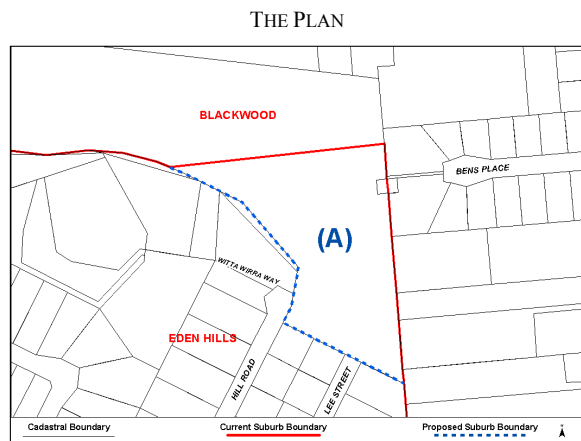 THE PLAN
BLACKWOOD
BENS PLACE
(A)
WITTA WIRRA WAY
EDEN HILLS
HILL ROAD
LEE STREET
Cadastral Boundary
Current Suburb Boundary
Proposed Suburb Boundary
N